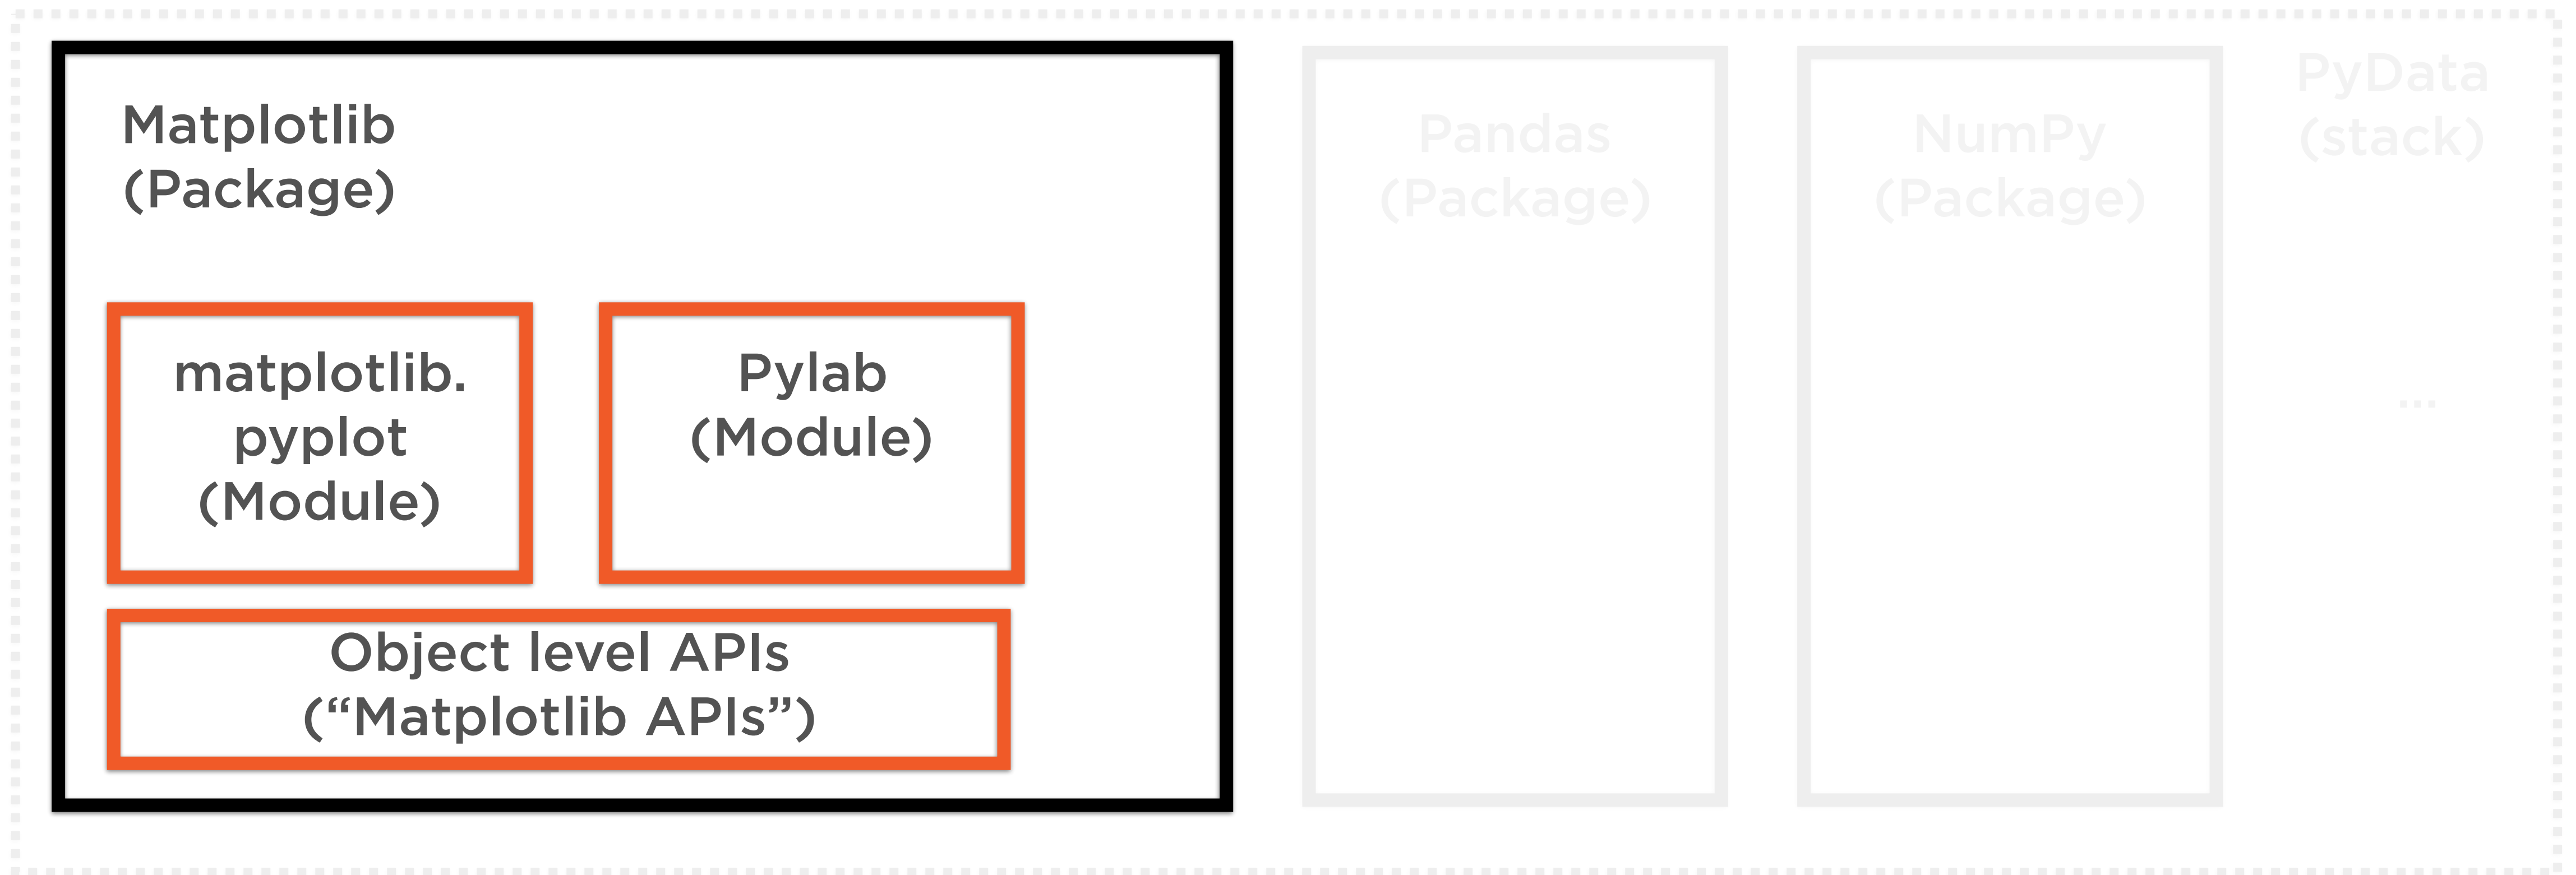 Matplotlib
(Package)
matplotlib.
pyplot
(Module)
Pylab
(Module)
Object level APIs
(“Matplotlib APIs”)
Pandas
(Package)
NumPy
(Package)
PyData
(stack)
...